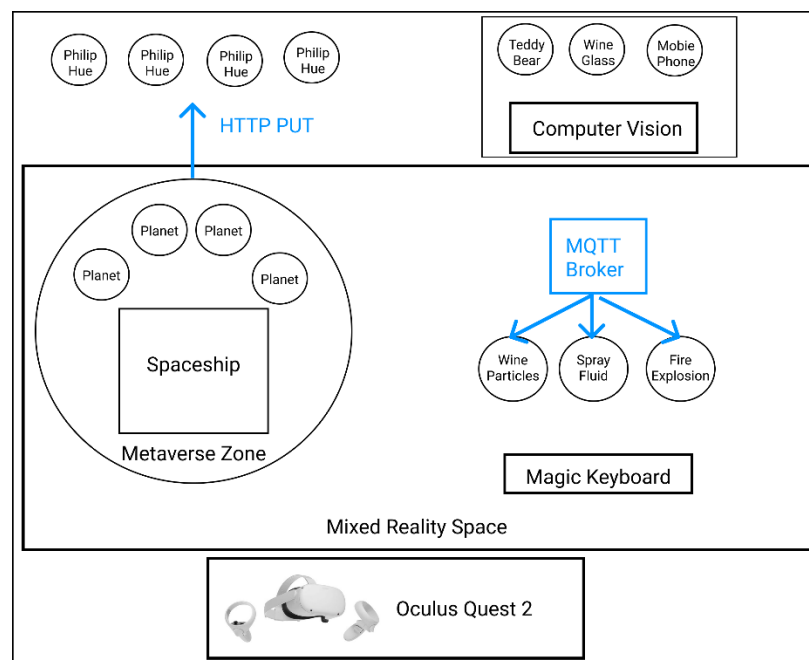 Philip
Hue
Philip
Hue
Philip
Hue
Philip
Hue
Teddy
Bear
Wine
Glass
Mobie
Phone
Computer Vision
HTTP PUT
Planet
Planet
Planet
Planet
Spaceship
Metaverse Zone
MQTT
Broker
Wine
Particles
Spray
Fluid
Fire
Explosion
Magic Keyboard
Mixed Reality Space
Oculus Quest 2